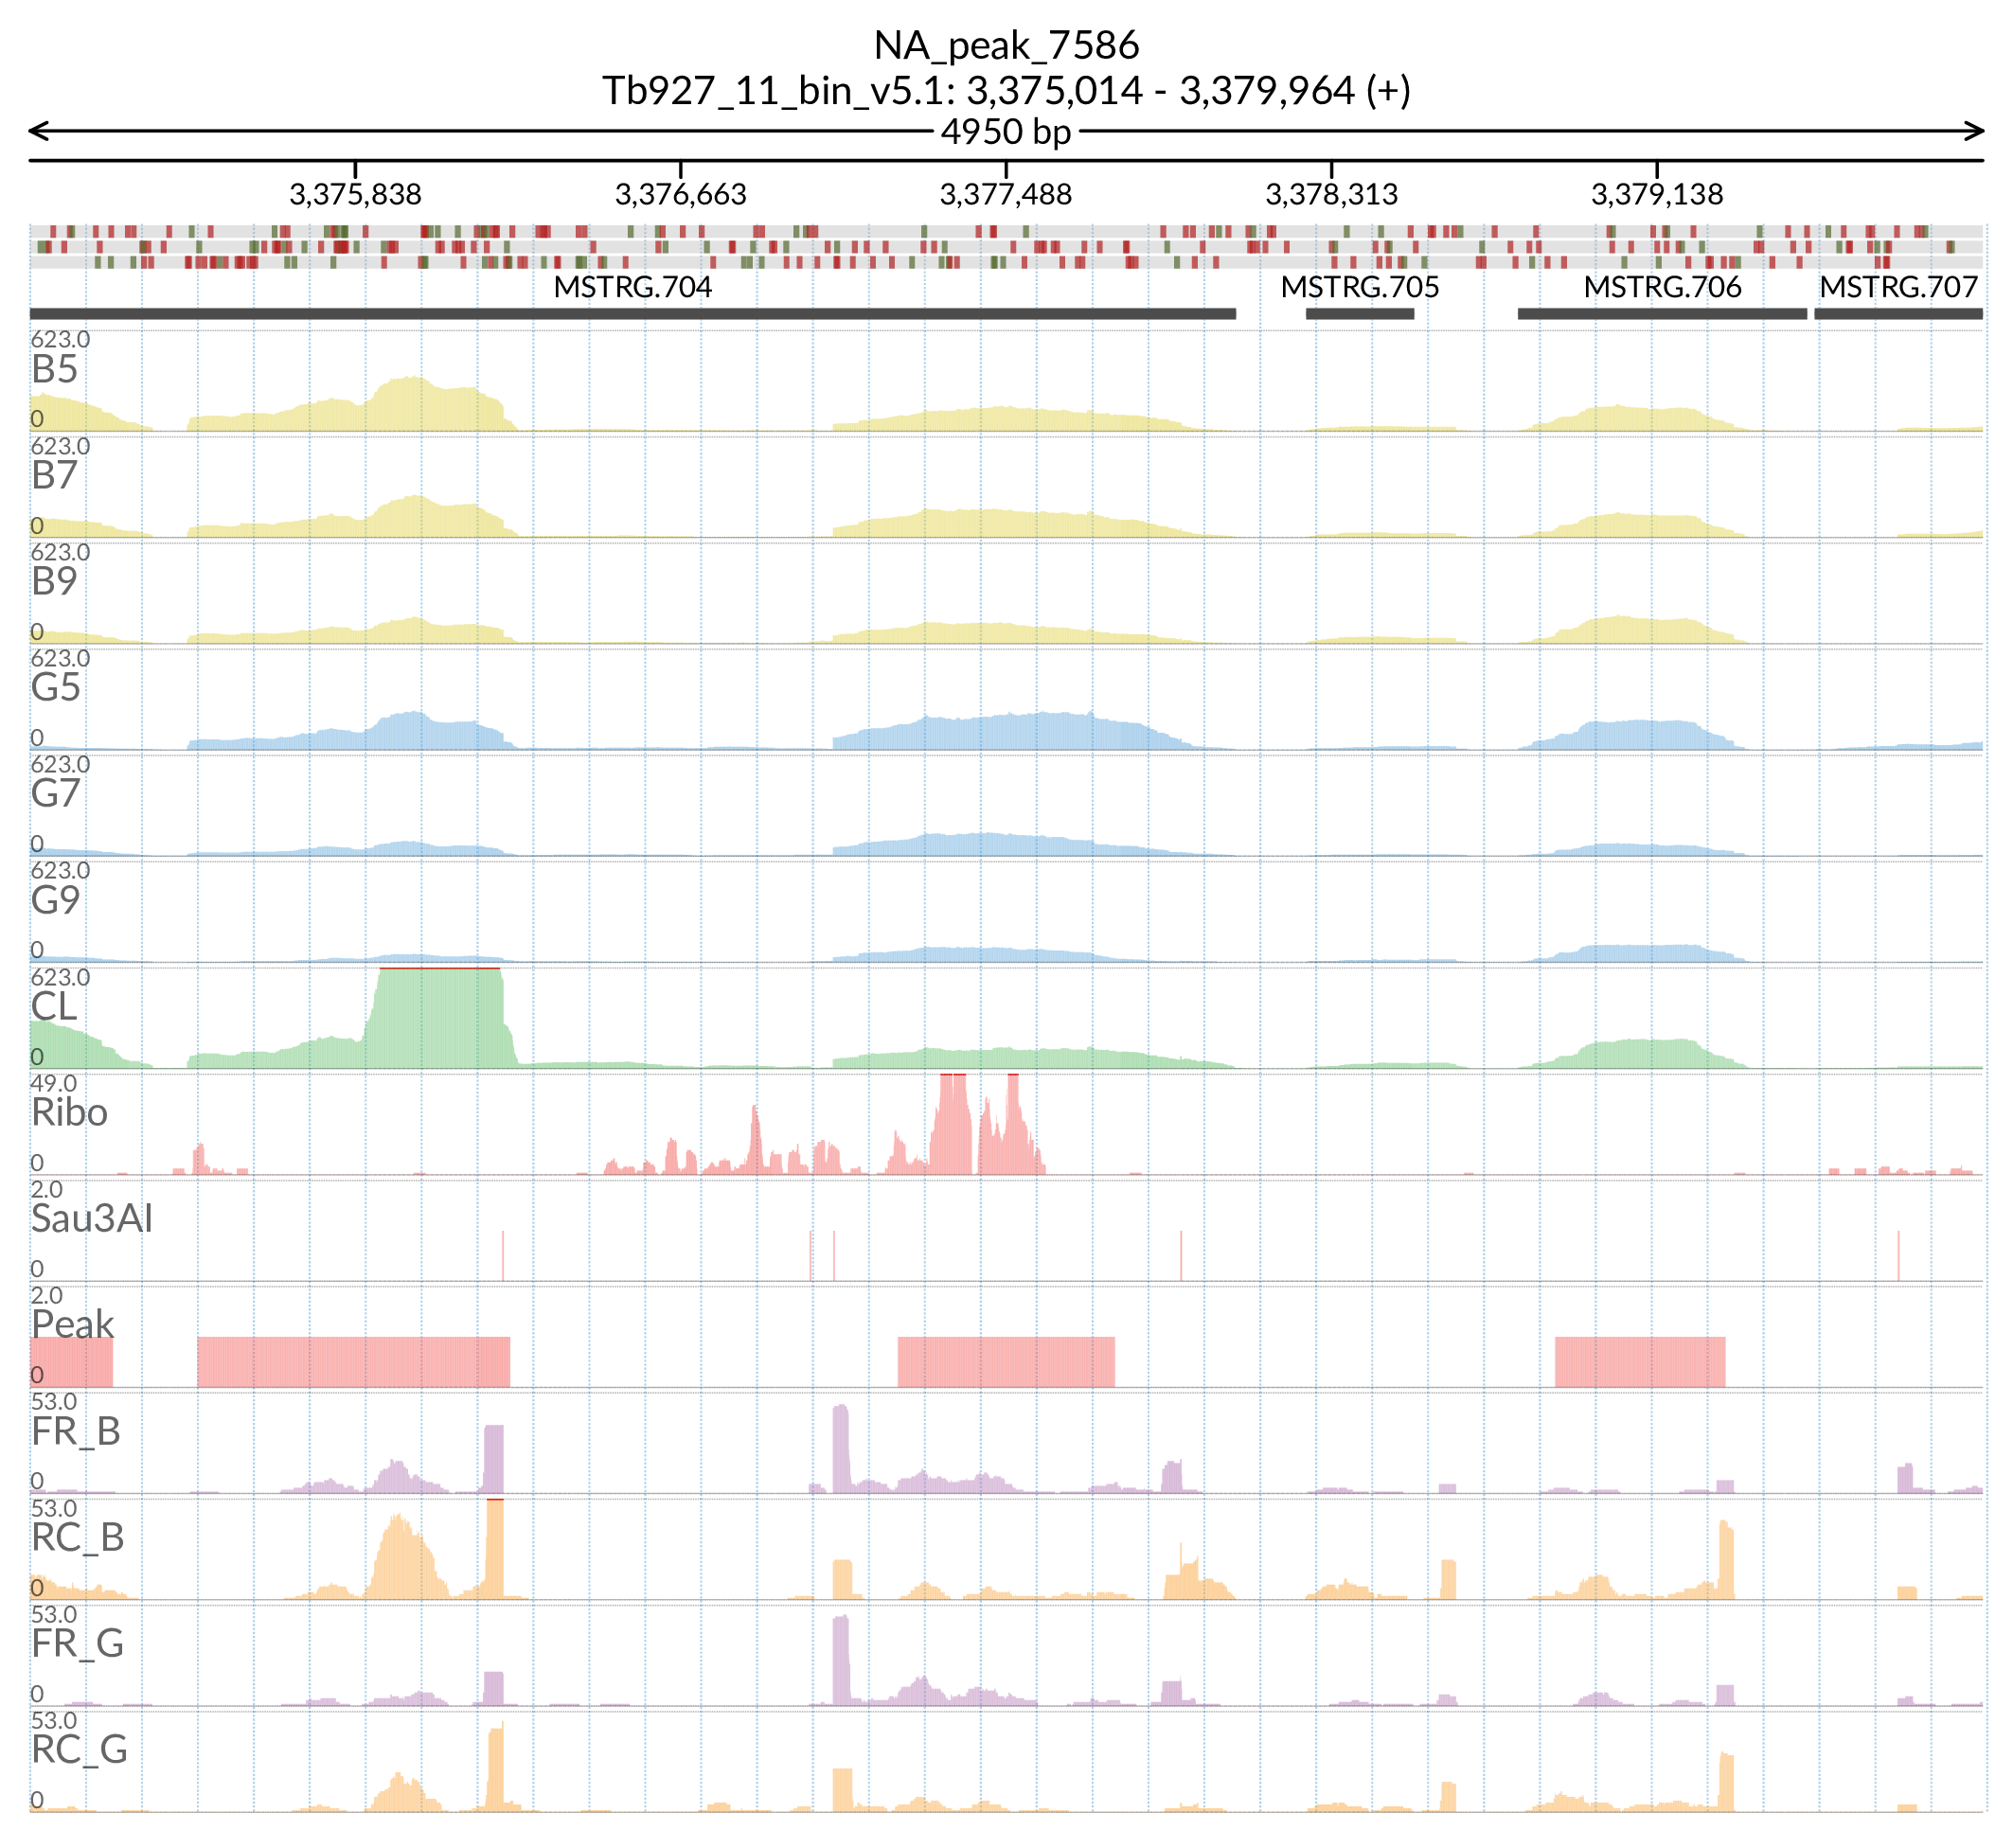 NA_peak_7586
Tb927_11_bin_v5.1: 3,375,014 - 3,379,964 (+)
4950 bp
3,375,838 3,376,663 3,377,488 3,378,313 3,379,138
MSTRG.704 MSTRG.705 MSTRG.706 MSTRG.707
623.0
B5
0
623.0
B7
0
623.0
B9
0
623.0
G5
0
623.0
G7
0
623.0
G9
0
623.0
CL
0
49.0
Ribo
0
2.0
Sau3AI
0
2.0
Peak
0
53.0
FR_B
0
53.0
RC_B
0
53.0
FR_G
0
53.0
RC_G
0